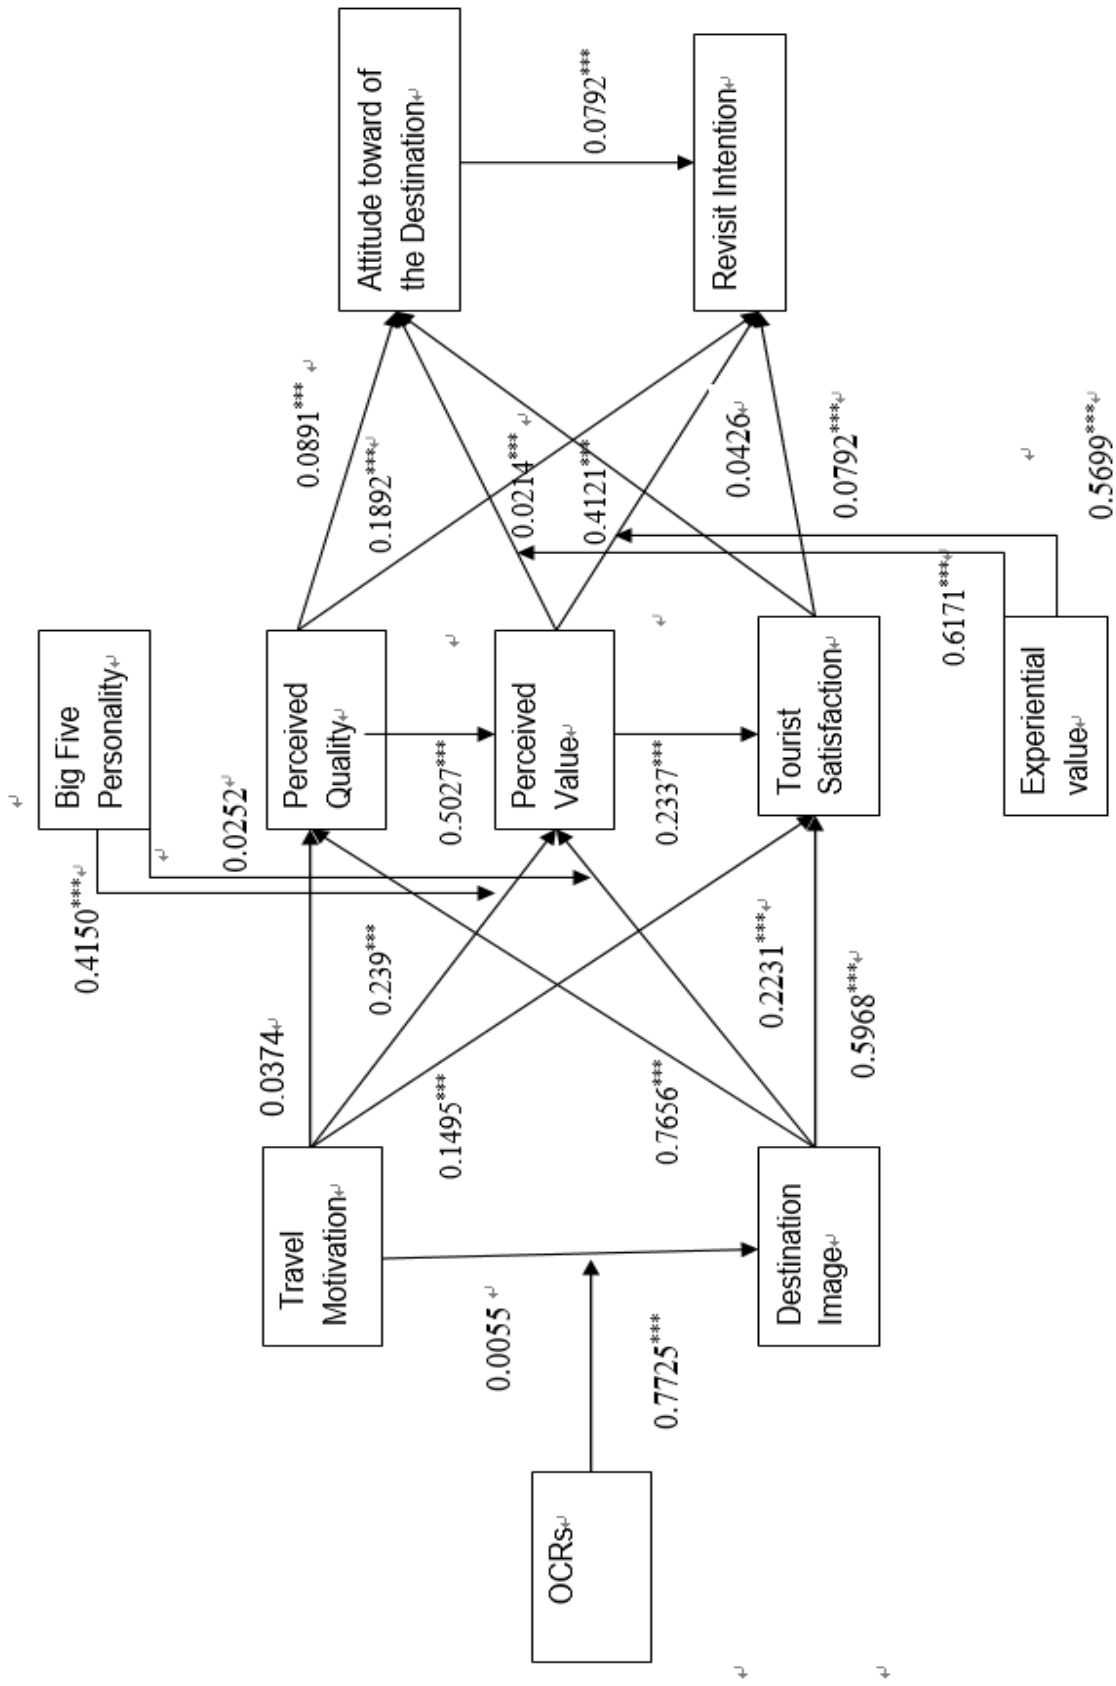 Big Five
Personality
0.4150***
0.0252
Travel
Motivation
0.0374
Perceived
Quality
0.0891***
Attitude toward of
the Destination
0.239***
0.1892***
0.1495***
0.5027***
0.0214***
0.0055
OCRs
Perceived
Value
0.4121***
0.0792***
0.7725***
0.7656***
0.2337***
0.0426
Revisit Intention
Destination
Image
0.2231***
0.5968***
Tourist
Satisfaction
0.0792***
0.6171***
Experiential
value
0.5699***